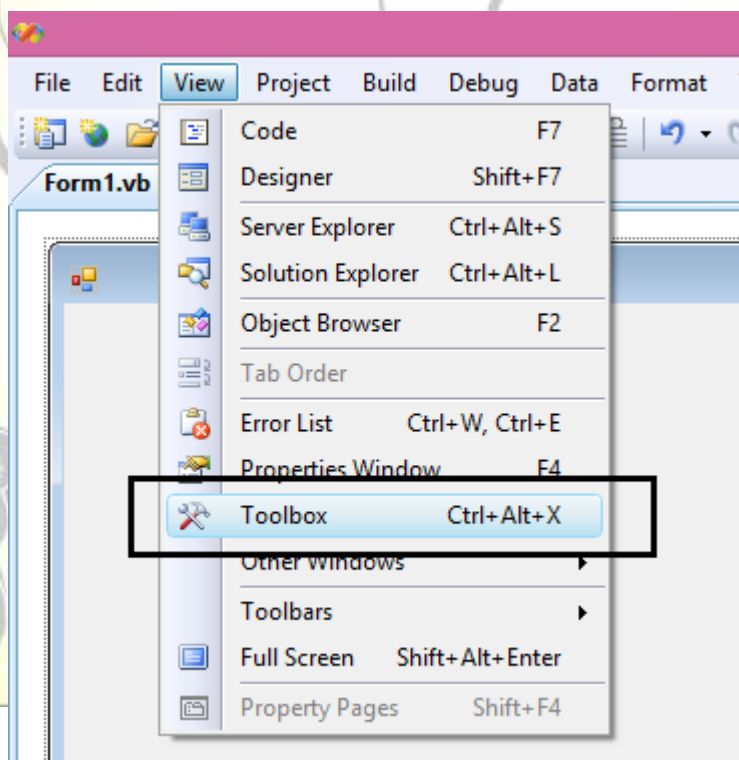 File Edit View Project Build Debug Data Format
Form1.vb
Code F7
Designer Shift+F7
Server Explorer Ctrl+Alt+S
Solution Explorer Ctrl+Alt+L
Object Browser F2
Tab Order
Error List Ctrl+W, Ctrl+E
Properties Window F4
Toolbox Ctrl+Alt+X
Other Windows
Toolbars
Full Screen Shift+Alt+Enter
Property Pages Shift+F4